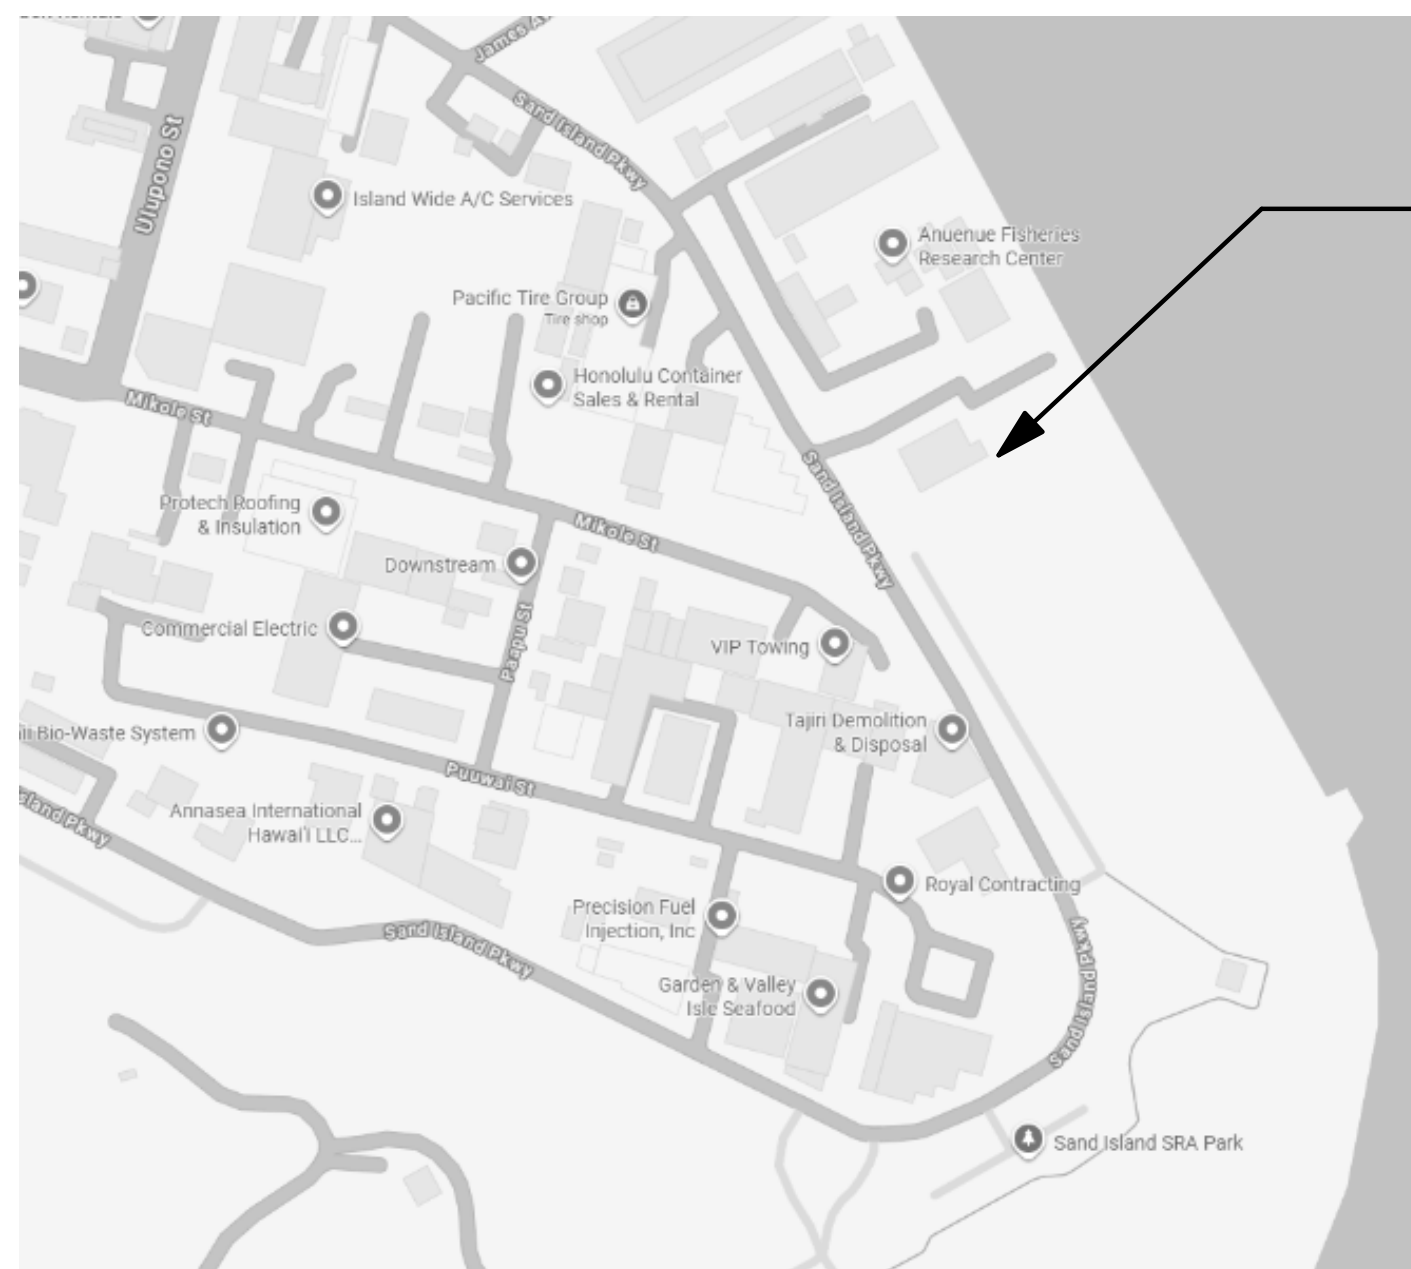 James Av
Sand Island Pkwy
Ulupono St
Island Wide A/C Services
Anuenue Fisheries
Research Center
Pacific Tire Group
Tire shop
Honolulu Container
Sales & Rental
Mikole St
Sand Island Pkwy
Protech Roofing
& Insulation
Mikole St
Downstream
Paapu St
Commercial Electric
VIP Towing
Tajiri Demolition
& Disposal
Bio-Waste System
Puuwai St
Island Pkwy
Annasea International
Hawai'i LLC...
Royal Contracting
Precision Fuel
Injection, Inc
Sand Island Pkwy
Sand Island Pkwy
Garden & Valley
Isle Seafood
Sand Island SRA Park